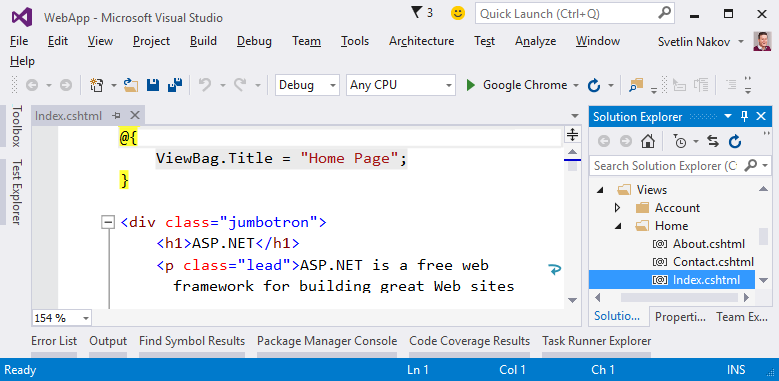 WebApp - Microsoft Visual Studio
3
Quick Launch (Ctrl+Q)
File Edit View Project Build Debug Team Tools Architecture Test Analyze Window
Svetlin Nakov
Help
Debug
Any CPU
Google Chrome
Toolbox
Test Explorer
Index.cshtml
@{
ViewBag.Title = "Home Page";
}
<div class="jumbotron">
<h1>ASP.NET</h1>
<p class="lead">ASP.NET is a free web
framework for building great Web sites
154 %
Solution Explorer
Search Solution Explorer (Ct
Views
Account
Home
[@] About.cshtml
[@] Contact.cshtml
[@] Index.cshtml
Solutio... Properti... Team Ex...
Error List Output Find Symbol Results Package Manager Console Code Coverage Results Task Runner Explorer
Ready Ln 1 Col 1 Ch 1 INS